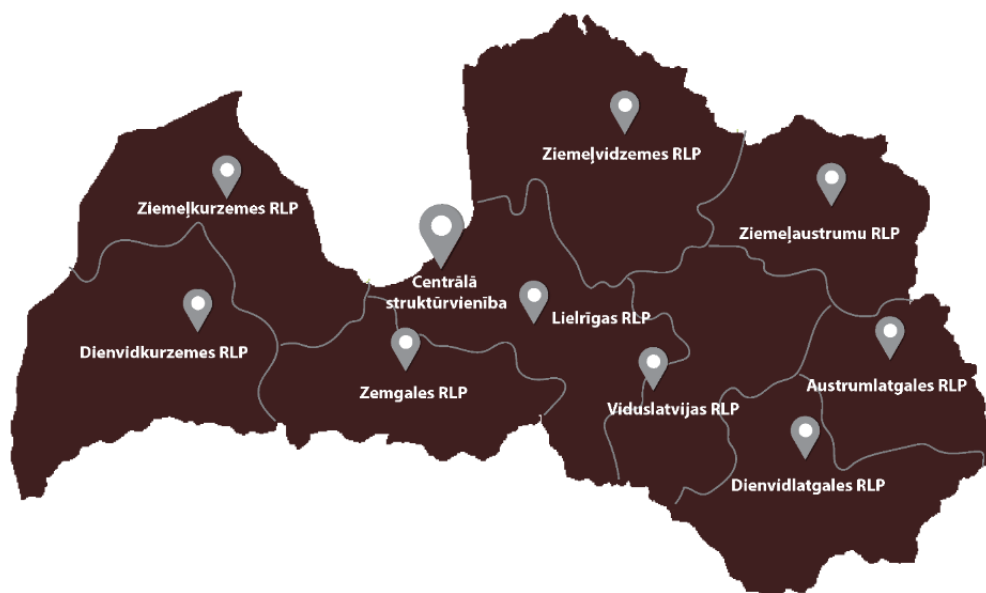 Ziemeļvidzemes RLP
Ziemeļkurzemes RLP
Ziemeļaustrumu RLP
Centrālā
struktūrvienība
Lielrīgas RLP
Dienvidkurzemes RLP
Austrumlatgales RLP
Zemgales RLP
Viduslatvijas RLP
Dienvidlatgales RLP